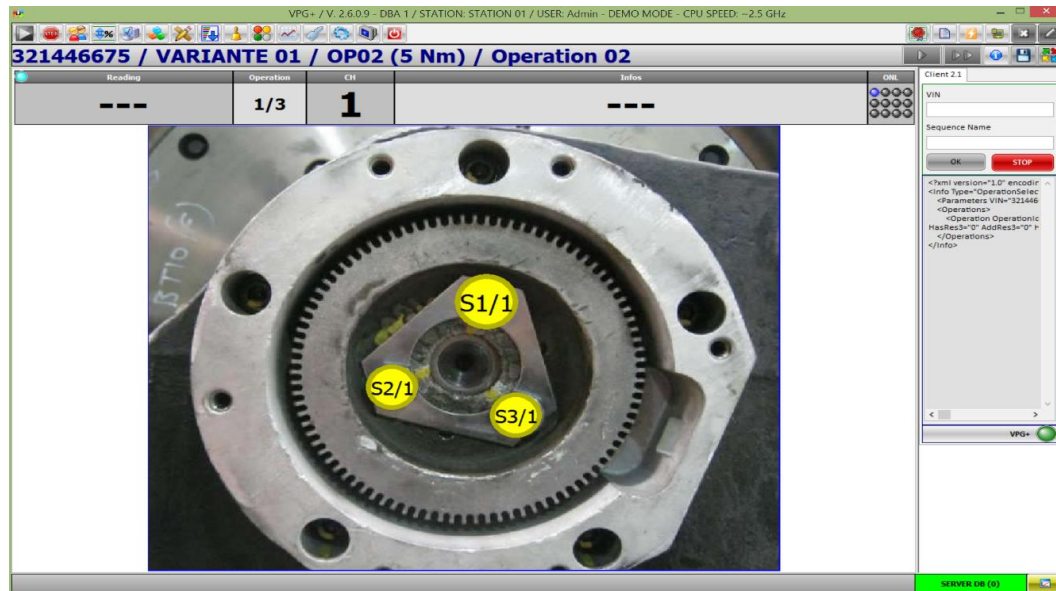 VPG+ / V. 2.6.0.9 - DBA 1 / STATION: STATION 01 / USER: Admin - DEMO MODE - CPU SPEED: ~2.5 GHz
321446675 / VARIANTE 01 / OP02 (5 Nm) / Operation 02
Reading
Operation
CH
Infos
ONL
---
1/3
1
---
S1/1
S2/1
S3/1
Client 2.1
VIN
Sequence Name
OK
STOP
<?xml version="1.0" encodin
<Info Type="OperationSelec
<Parameters VIN="321446
<Operations>
<Operation OperationIc
HasRes3="0" AddRes3="0" H
</Operations>
</Info>
VPG+
SERVER DB (0)